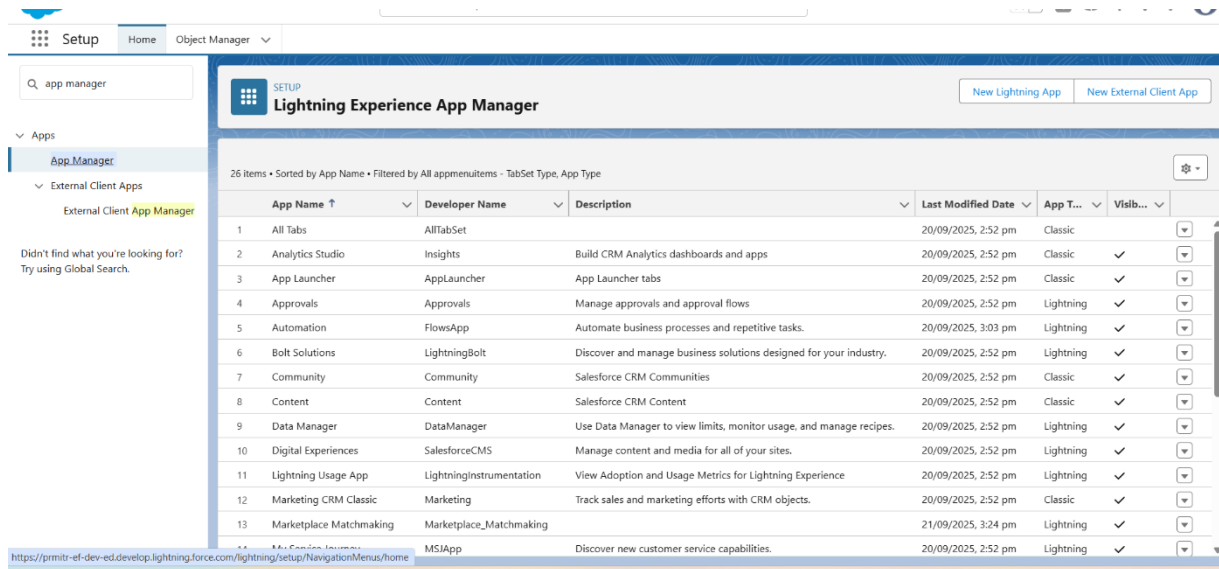 Setup
Home
Object Manager
app manager
Apps
App Manager
External Client Apps
External Client App Manager
Didn't find what you're looking for?
Try using Global Search.
SETUP
Lightning Experience App Manager
New Lightning App
New External Client App
26 items • Sorted by App Name • Filtered by All appmenuitems - TabSet Type, App Type
App Name ↑ Developer Name Description Last Modified Date App T... Visib...
1 All Tabs AllTabSet 20/09/2025, 2:52 pm Classic
2 Analytics Studio Insights Build CRM Analytics dashboards and apps 20/09/2025, 2:52 pm Classic ✓
3 App Launcher AppLauncher App Launcher tabs 20/09/2025, 2:52 pm Classic ✓
4 Approvals Approvals Manage approvals and approval flows 20/09/2025, 2:52 pm Lightning ✓
5 Automation FlowsApp Automate business processes and repetitive tasks. 20/09/2025, 3:03 pm Lightning ✓
6 Bolt Solutions LightningBolt Discover and manage business solutions designed for your industry. 20/09/2025, 2:52 pm Lightning ✓
7 Community Community Salesforce CRM Communities 20/09/2025, 2:52 pm Classic ✓
8 Content Content Salesforce CRM Content 20/09/2025, 2:52 pm Classic ✓
9 Data Manager DataManager Use Data Manager to view limits, monitor usage, and manage recipes. 20/09/2025, 2:52 pm Lightning ✓
10 Digital Experiences SalesforceCMS Manage content and media for all of your sites. 20/09/2025, 2:52 pm Lightning ✓
11 Lightning Usage App LightningInstrumentation View Adoption and Usage Metrics for Lightning Experience 20/09/2025, 2:52 pm Lightning ✓
12 Marketing CRM Classic Marketing Track sales and marketing efforts with CRM objects. 20/09/2025, 2:52 pm Classic ✓
13 Marketplace Matchmaking Marketplace_Matchmaking 21/09/2025, 3:24 pm Lightning ✓
14 My Service Journey MSJApp Discover new customer service capabilities. 20/09/2025, 2:52 pm Lightning ✓
https://prmitr-ef-dev-ed.develop.lightning.force.com/lightning/setup/NavigationMenus/home